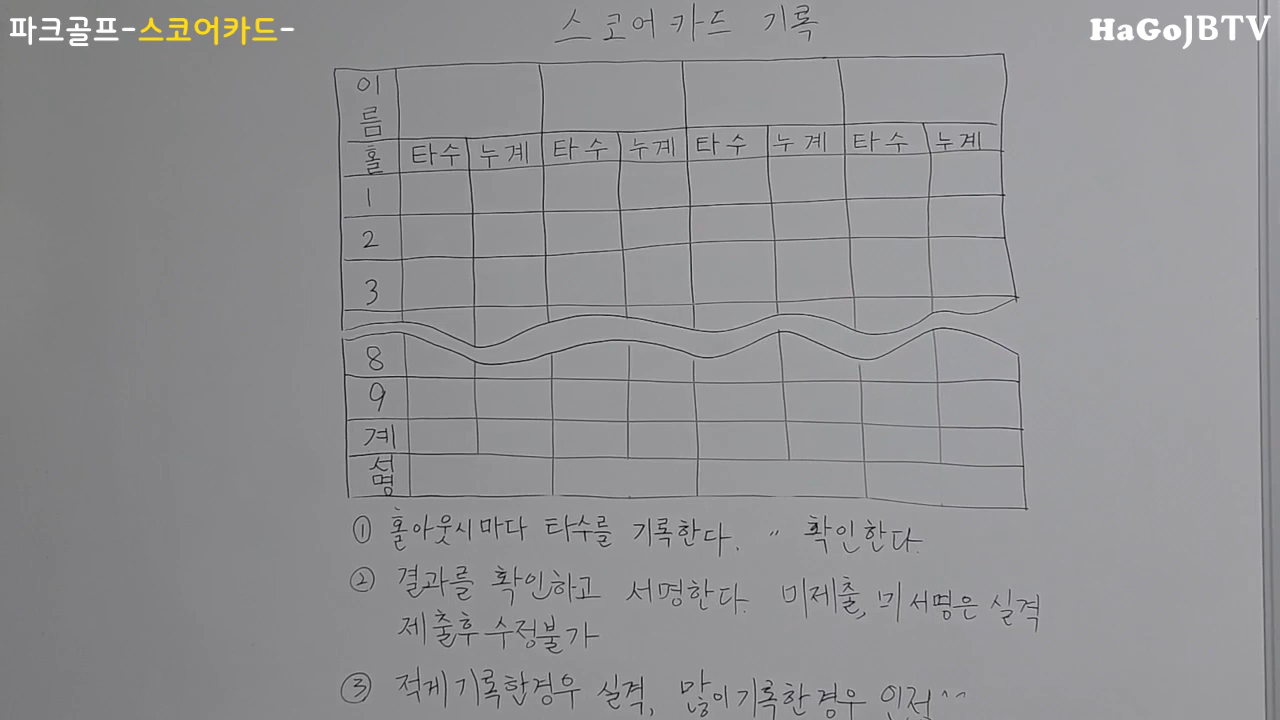 파크골프-스코어카드-
HaGoJBTV
스코어카드 기록
이름
홀 타수 누계 타수 누계 타수 누계 타수 누계
1
2
3
8
9
계
서명
① 홀아웃시마다 타수를 기록한다. 〃 확인한다.
② 결과를 확인하고 서명한다. 미제출, 미서명은 실격
제출후 수정불가
③ 적게기록한경우 실격, 많이기록한경우 인정^^